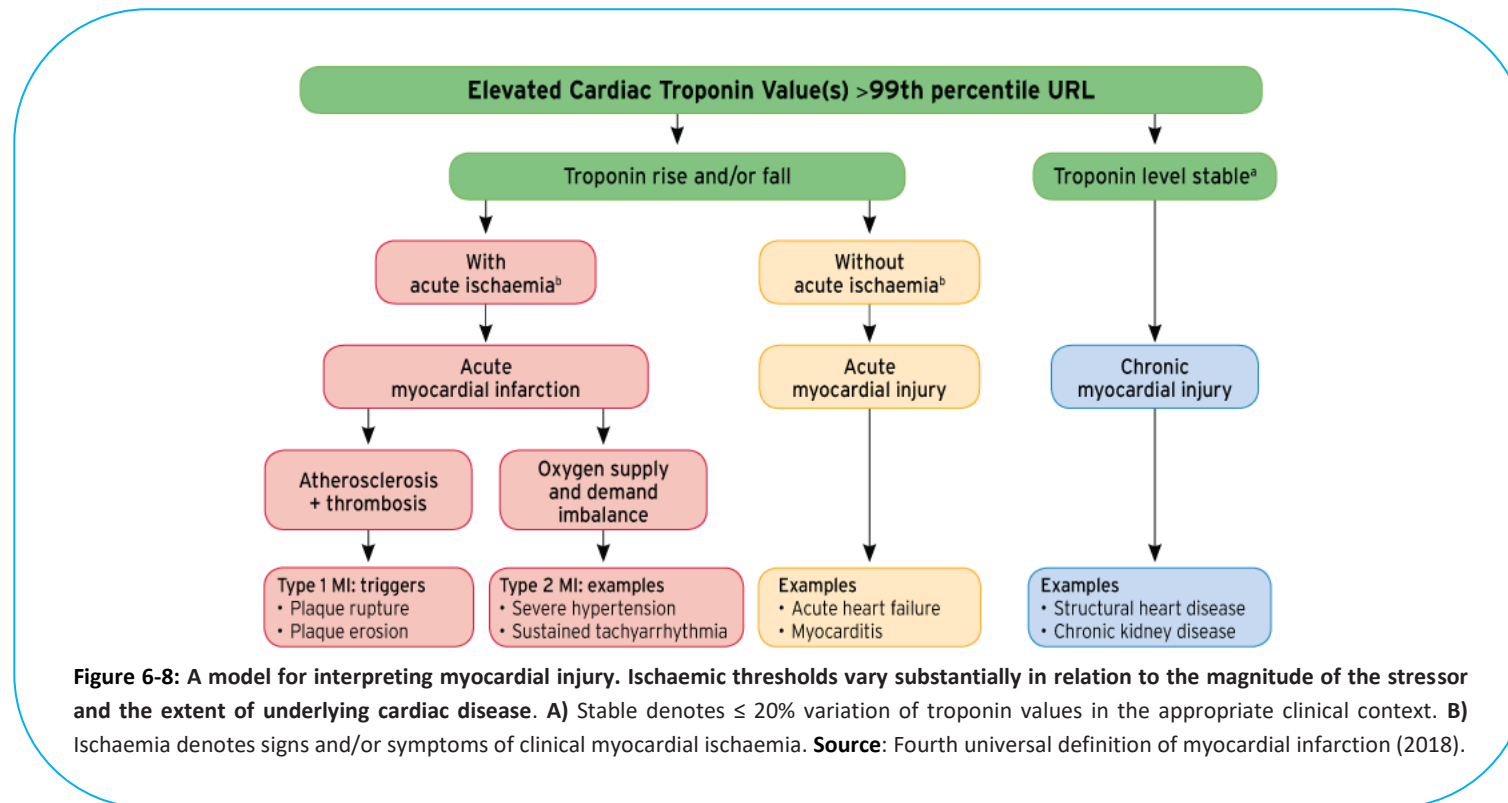 Elevated Cardiac Troponin Value(s) >99th percentile URL
Troponin rise and/or fall
Troponin level stableᵃ
With
acute ischaemiaᵇ
Without
acute ischaemiaᵇ
Acute
myocardial infarction
Acute
myocardial injury
Chronic
myocardial injury
Atherosclerosis
+ thrombosis
Oxygen supply
and demand
imbalance
Type 1 MI: triggers
• Plaque rupture
• Plaque erosion
Type 2 MI: examples
• Severe hypertension
• Sustained tachyarrhythmia
Examples
• Acute heart failure
• Myocarditis
Examples
• Structural heart disease
• Chronic kidney disease
Figure 6-8: A model for interpreting myocardial injury. Ischaemic thresholds vary substantially in relation to the magnitude of the stressor
and the extent of underlying cardiac disease. A) Stable denotes ≤ 20% variation of troponin values in the appropriate clinical context. B)
Ischaemia denotes signs and/or symptoms of clinical myocardial ischaemia. Source: Fourth universal definition of myocardial infarction (2018).